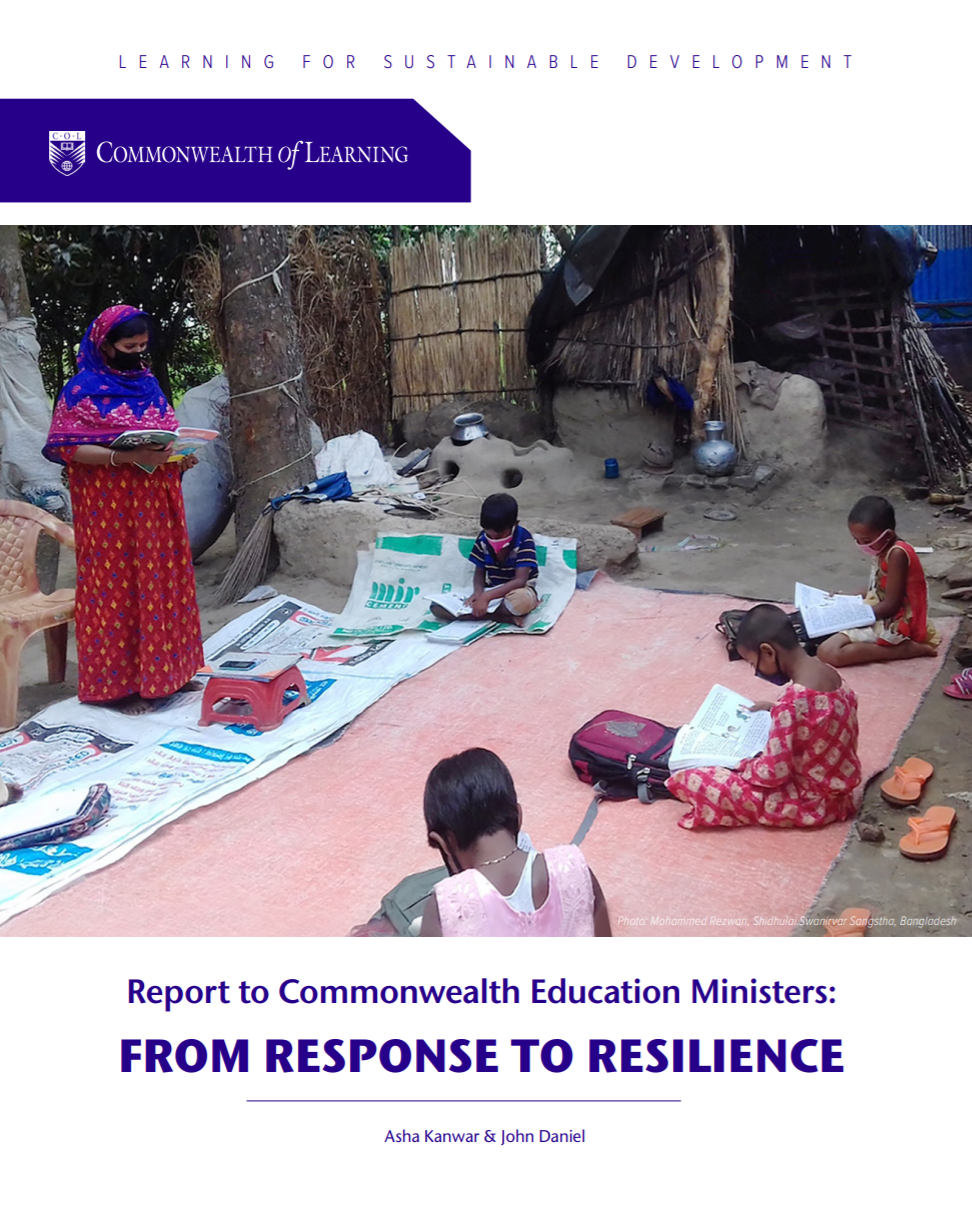 LEARNING FOR SUSTAINABLE DEVELOPMENT
C·O·L
COMMONWEALTH of LEARNING
mir
CEMENT
Photo: Mohammed Rezwan, Shidhulai Swanirvar Sangstha, Bangladesh
Report to Commonwealth Education Ministers:
FROM RESPONSE TO RESILIENCE
Asha Kanwar & John Daniel